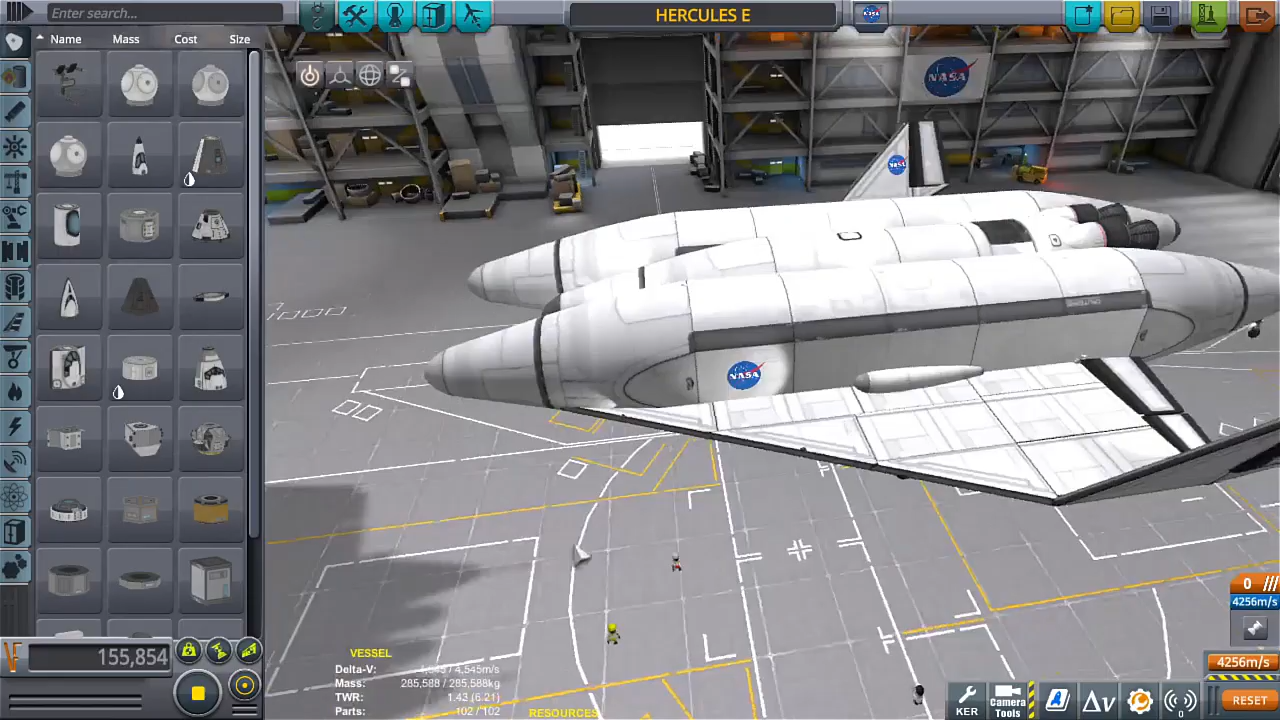 Enter search...
HERCULES E
Name Mass Cost Size
NASA
NASA
NASA
155,854
VESSEL
Delta-V: 4,545 / 4,545m/s
Mass: 285,588 / 285,588kg
TWR: 1.43 (6.21)
Parts: 102 / 102
RESOURCES
0
4256m/s
4256m/s
KER
Camera
Tools
Δv
RESET